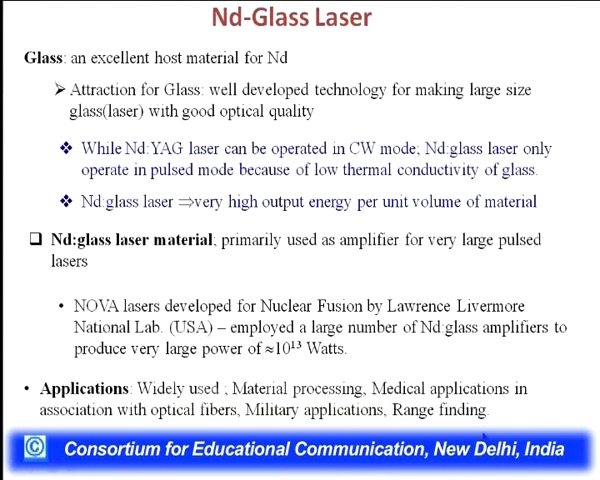 Nd-Glass Laser
Glass: an excellent host material for Nd
➢ Attraction for Glass: well developed technology for making large size
glass(laser) with good optical quality
❖ While Nd:YAG laser can be operated in CW mode; Nd:glass laser only
operate in pulsed mode because of low thermal conductivity of glass.
❖ Nd:glass laser ⇒very high output energy per unit volume of material
❑ Nd:glass laser material; primarily used as amplifier for very large pulsed
lasers
• NOVA lasers developed for Nuclear Fusion by Lawrence Livermore
National Lab. (USA) – employed a large number of Nd:glass amplifiers to
produce very large power of ≈10¹³ Watts.
• Applications: Widely used ; Material processing, Medical applications in
association with optical fibers, Military applications, Range finding.
© Consortium for Educational Communication, New Delhi, India